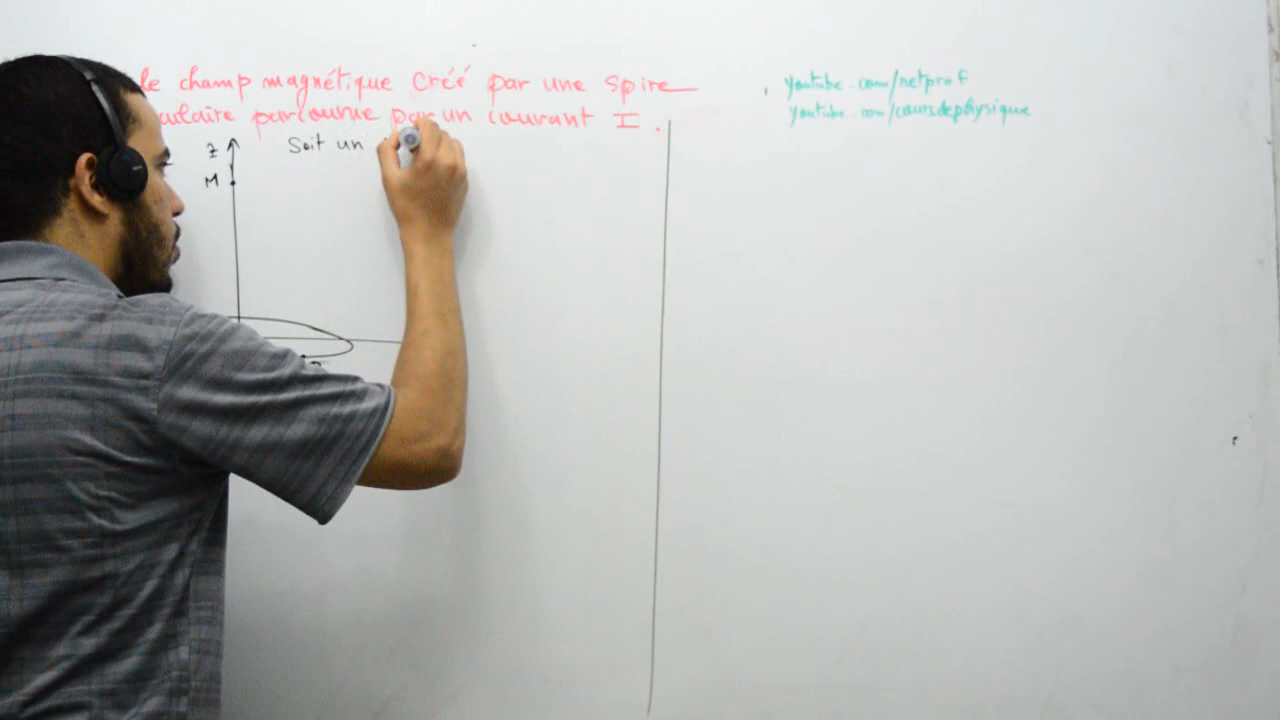 le champ magnétique créé par une spire
parcourue par un courant I.
youtube.com/netprof
youtube.com/coursdephysique
Soit un
Z
M